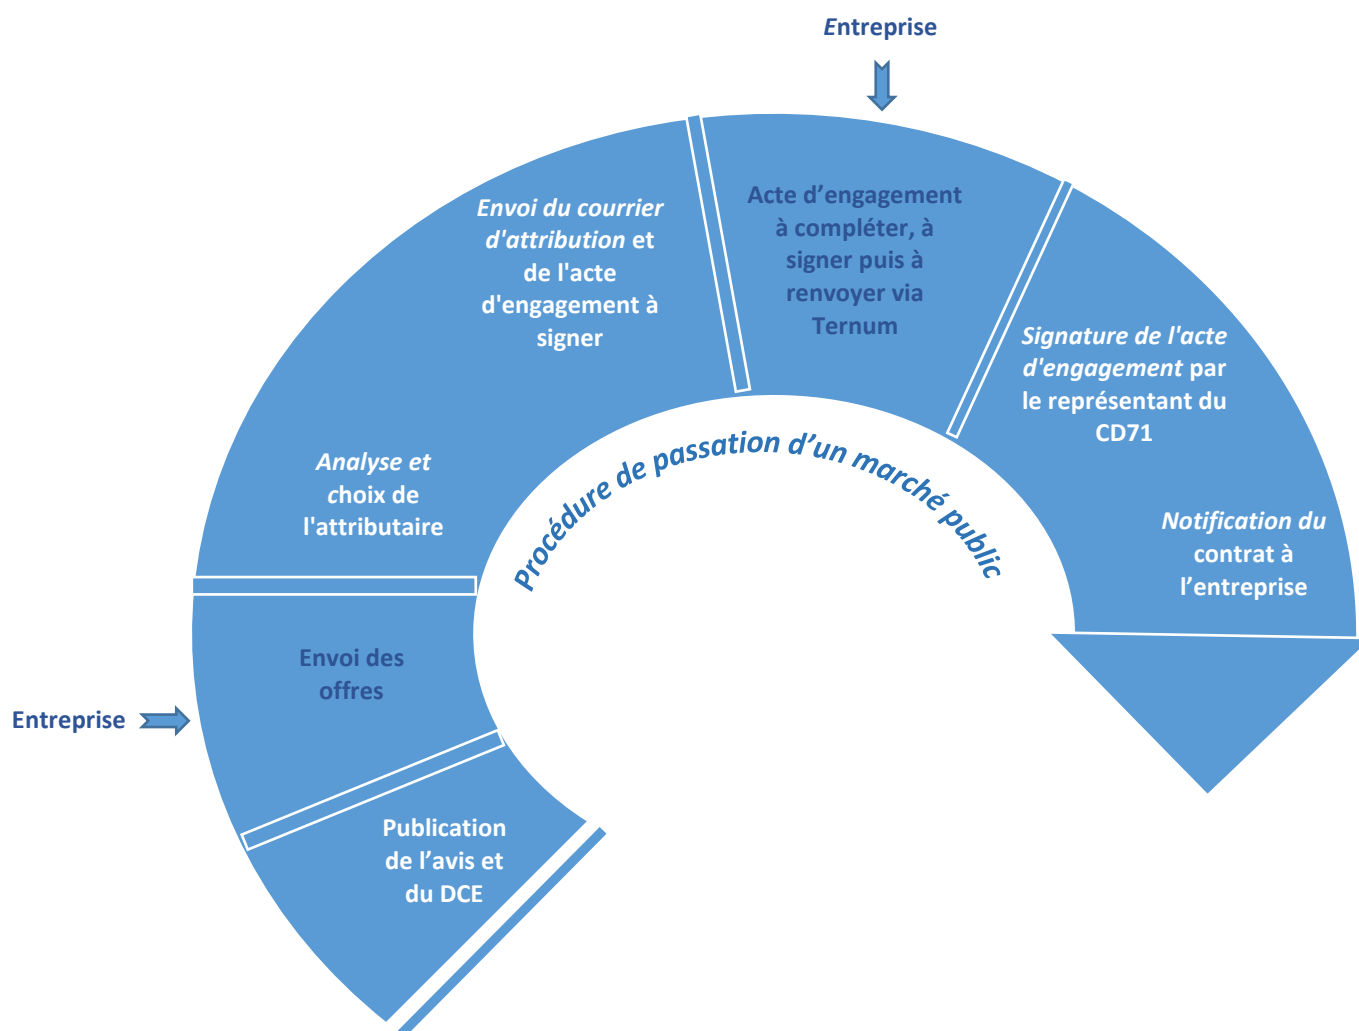 Entreprise
Envoi du courrier
d'attribution et
de l'acte
d'engagement à
signer
Acte d’engagement
à compléter, à
signer puis à
renvoyer via
Ternum
Signature de l'acte
d'engagement par
le représentant du
CD71
Procédure de passation d’un marché public
Analyse et
choix de
l'attributaire
Notification du
contrat à
l’entreprise
Envoi des
offres
Entreprise
Publication
de l’avis et
du DCE